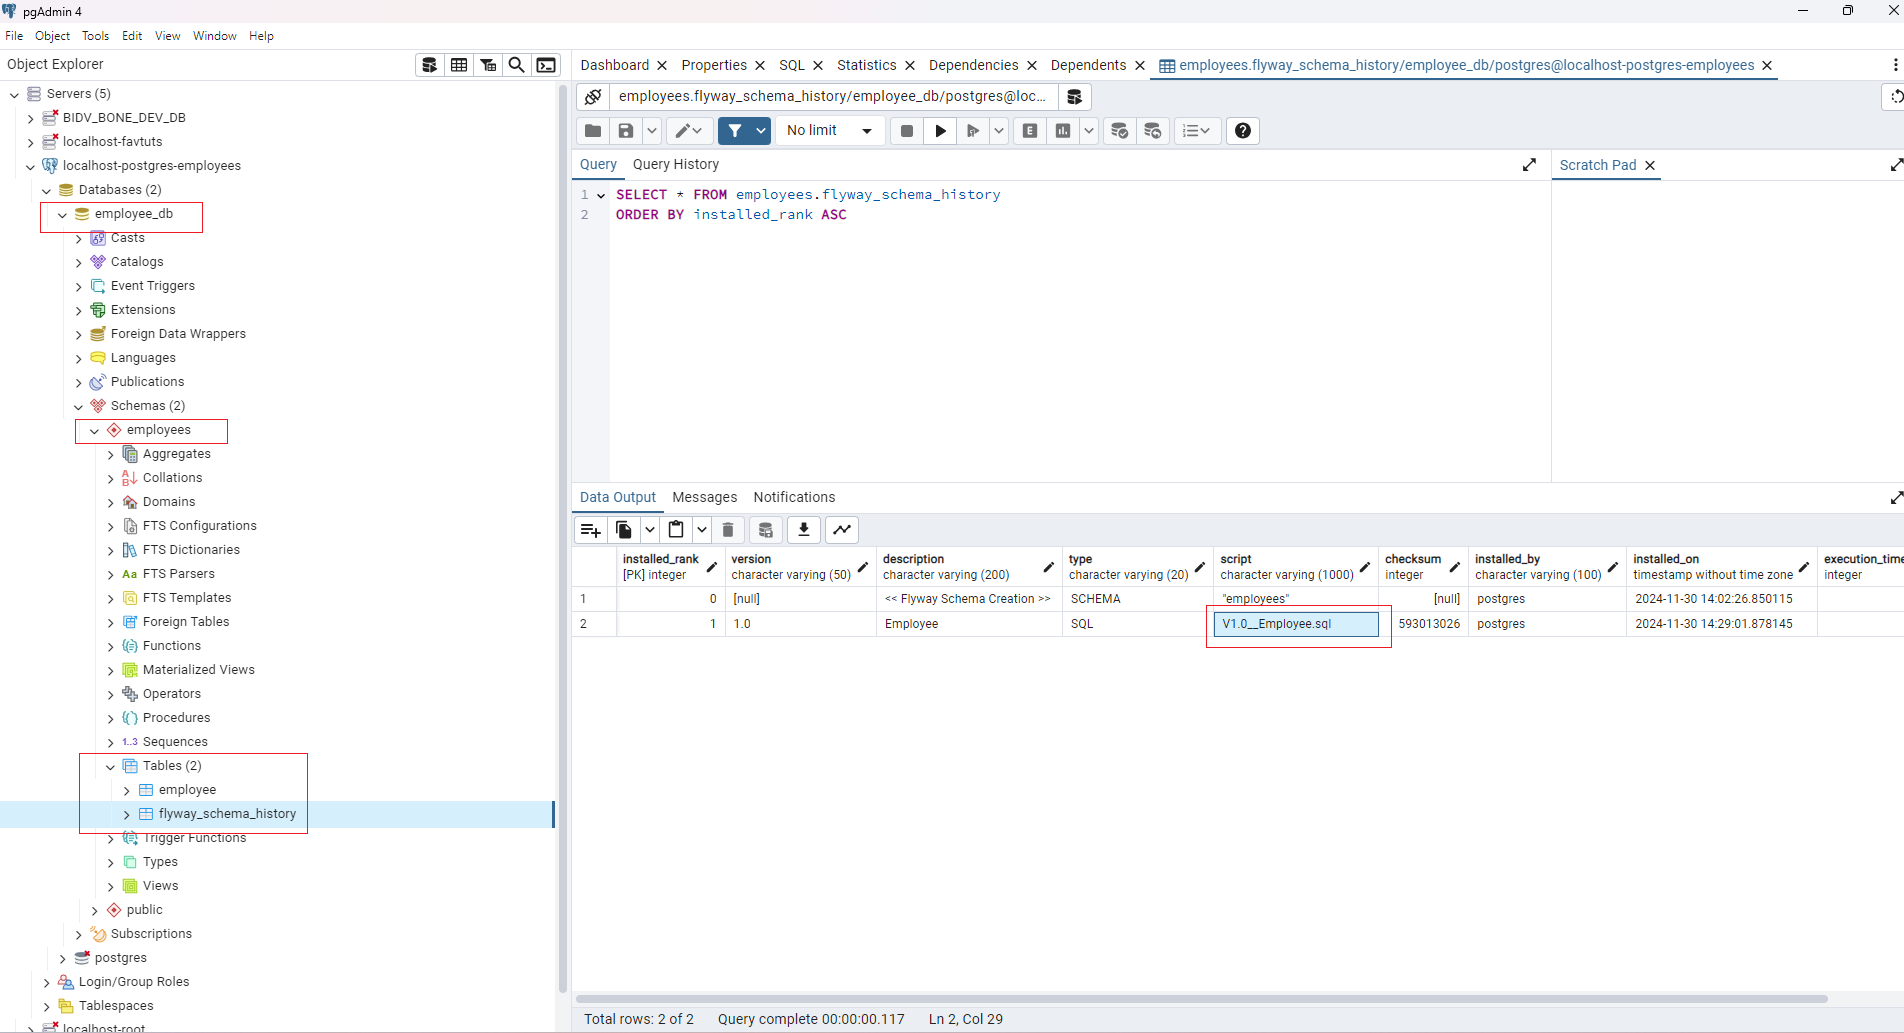 pgAdmin 4
File Object Tools Edit View Window Help
Object Explorer
Servers (5)
BIDV_BONE_DEV_DB
localhost-favtuts
localhost-postgres-employees
Databases (2)
employee_db
Casts
Catalogs
Event Triggers
Extensions
Foreign Data Wrappers
Languages
Publications
Schemas (2)
employees
Aggregates
Collations
Domains
FTS Configurations
FTS Dictionaries
Aa FTS Parsers
FTS Templates
Foreign Tables
Functions
Materialized Views
Operators
Procedures
1..3 Sequences
Tables (2)
employee
flyway_schema_history
Trigger Functions
Types
Views
public
Subscriptions
postgres
Login/Group Roles
Tablespaces
localhost-root
Dashboard Properties SQL Statistics Dependencies Dependents employees.flyway_schema_history/employee_db/postgres@localhost-postgres-employees
employees.flyway_schema_history/employee_db/postgres@loc...
No limit E
Query Query History Scratch Pad
1 SELECT * FROM employees.flyway_schema_history
2 ORDER BY installed_rank ASC
Data Output Messages Notifications
installed_rank version description type script checksum installed_by installed_on execution_time
[PK] integer character varying (50) character varying (200) character varying (20) character varying (1000) integer character varying (100) timestamp without time zone integer
1 0 [null] << Flyway Schema Creation >> SCHEMA "employees" [null] postgres 2024-11-30 14:02:26.850115
2 1 1.0 Employee SQL V1.0__Employee.sql 593013026 postgres 2024-11-30 14:29:01.878145
Total rows: 2 of 2 Query complete 00:00:00.117 Ln 2, Col 29